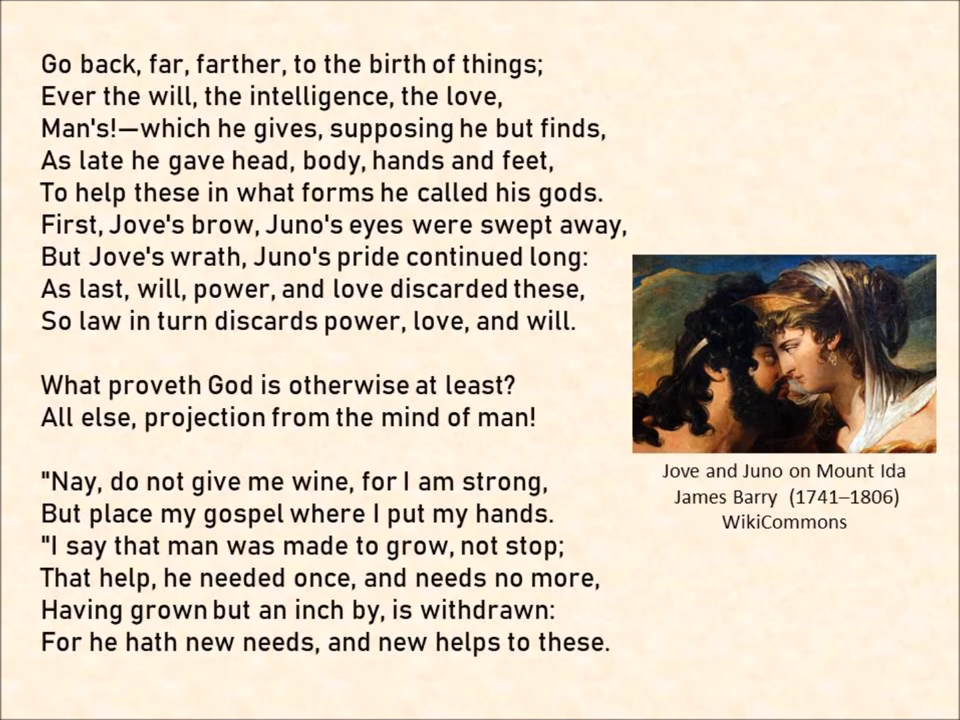 Go back, far, farther, to the birth of things;
Ever the will, the intelligence, the love,
Man's!—which he gives, supposing he but finds,
As late he gave head, body, hands and feet,
To help these in what forms he called his gods.
First, Jove's brow, Juno's eyes were swept away,
But Jove's wrath, Juno's pride continued long:
As last, will, power, and love discarded these,
So law in turn discards power, love, and will.

What proveth God is otherwise at least?
All else, projection from the mind of man!

"Nay, do not give me wine, for I am strong,
But place my gospel where I put my hands.
"I say that man was made to grow, not stop;
That help, he needed once, and needs no more,
Having grown but an inch by, is withdrawn:
For he hath new needs, and new helps to these.

Jove and Juno on Mount Ida
James Barry (1741–1806)
WikiCommons